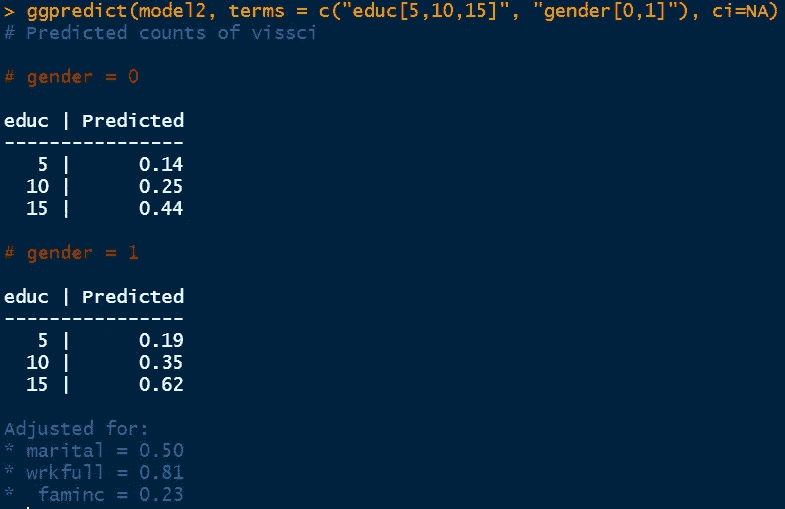 > ggpredict(model2, terms = c("educ[5,10,15]", "gender[0,1]"), ci=NA)
# Predicted counts of vissci
# gender = 0
educ | Predicted
-----------------
5 | 0.14
10 | 0.25
15 | 0.44
# gender = 1
educ | Predicted
-----------------
5 | 0.19
10 | 0.35
15 | 0.62
Adjusted for:
* marital = 0.50
* wrkfull = 0.81
* faminc = 0.23